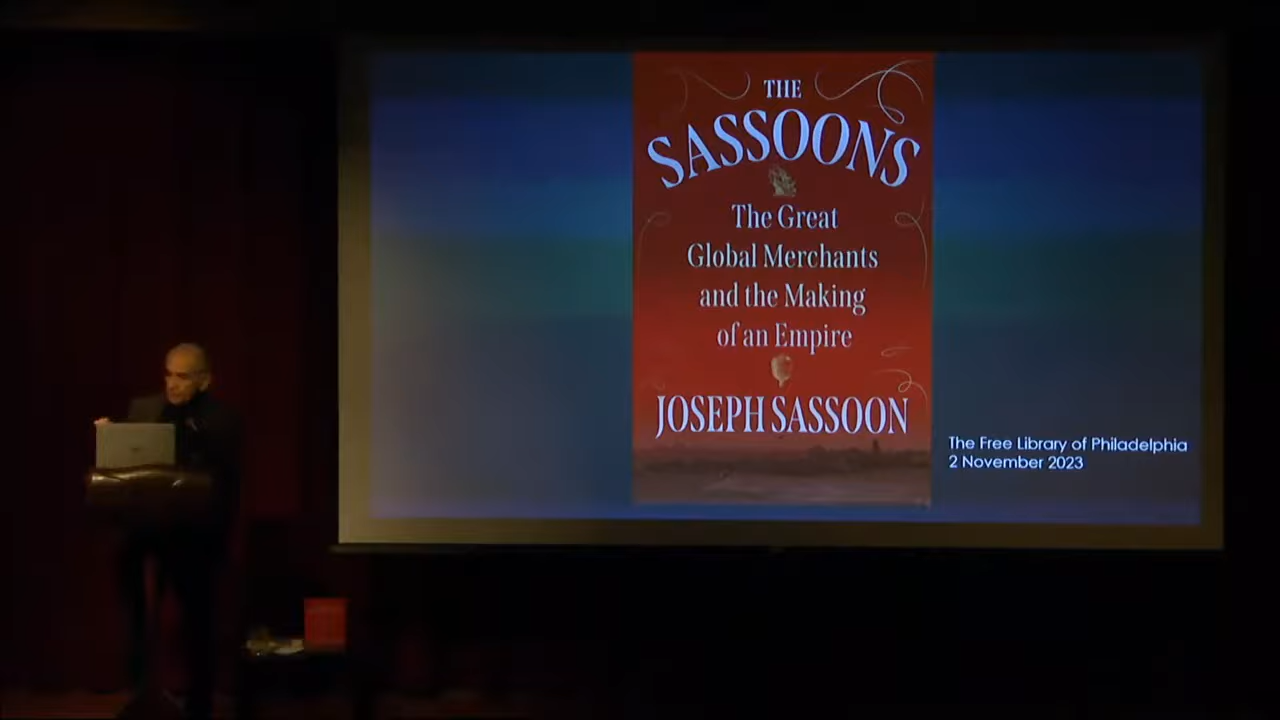 THE
SASSOONS
The Great
Global Merchants
and the Making
of an Empire
JOSEPH SASSOON
The Free Library of Philadelphia
2 November 2023